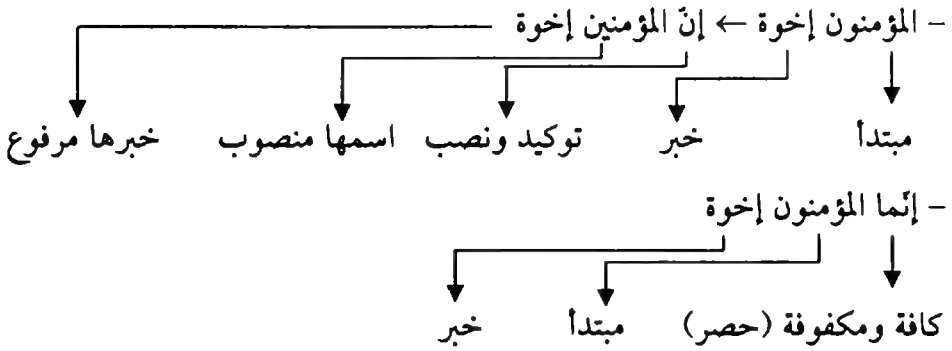 – المؤمنون إخوة ← إنّ المؤمنين إخوة
مبتدأ خبر توكيد ونصب اسمها منصوب خبرها مرفوع
– إنّما المؤمنون إخوة
كافة ومكفوفة (حصر) مبتدأ خبر